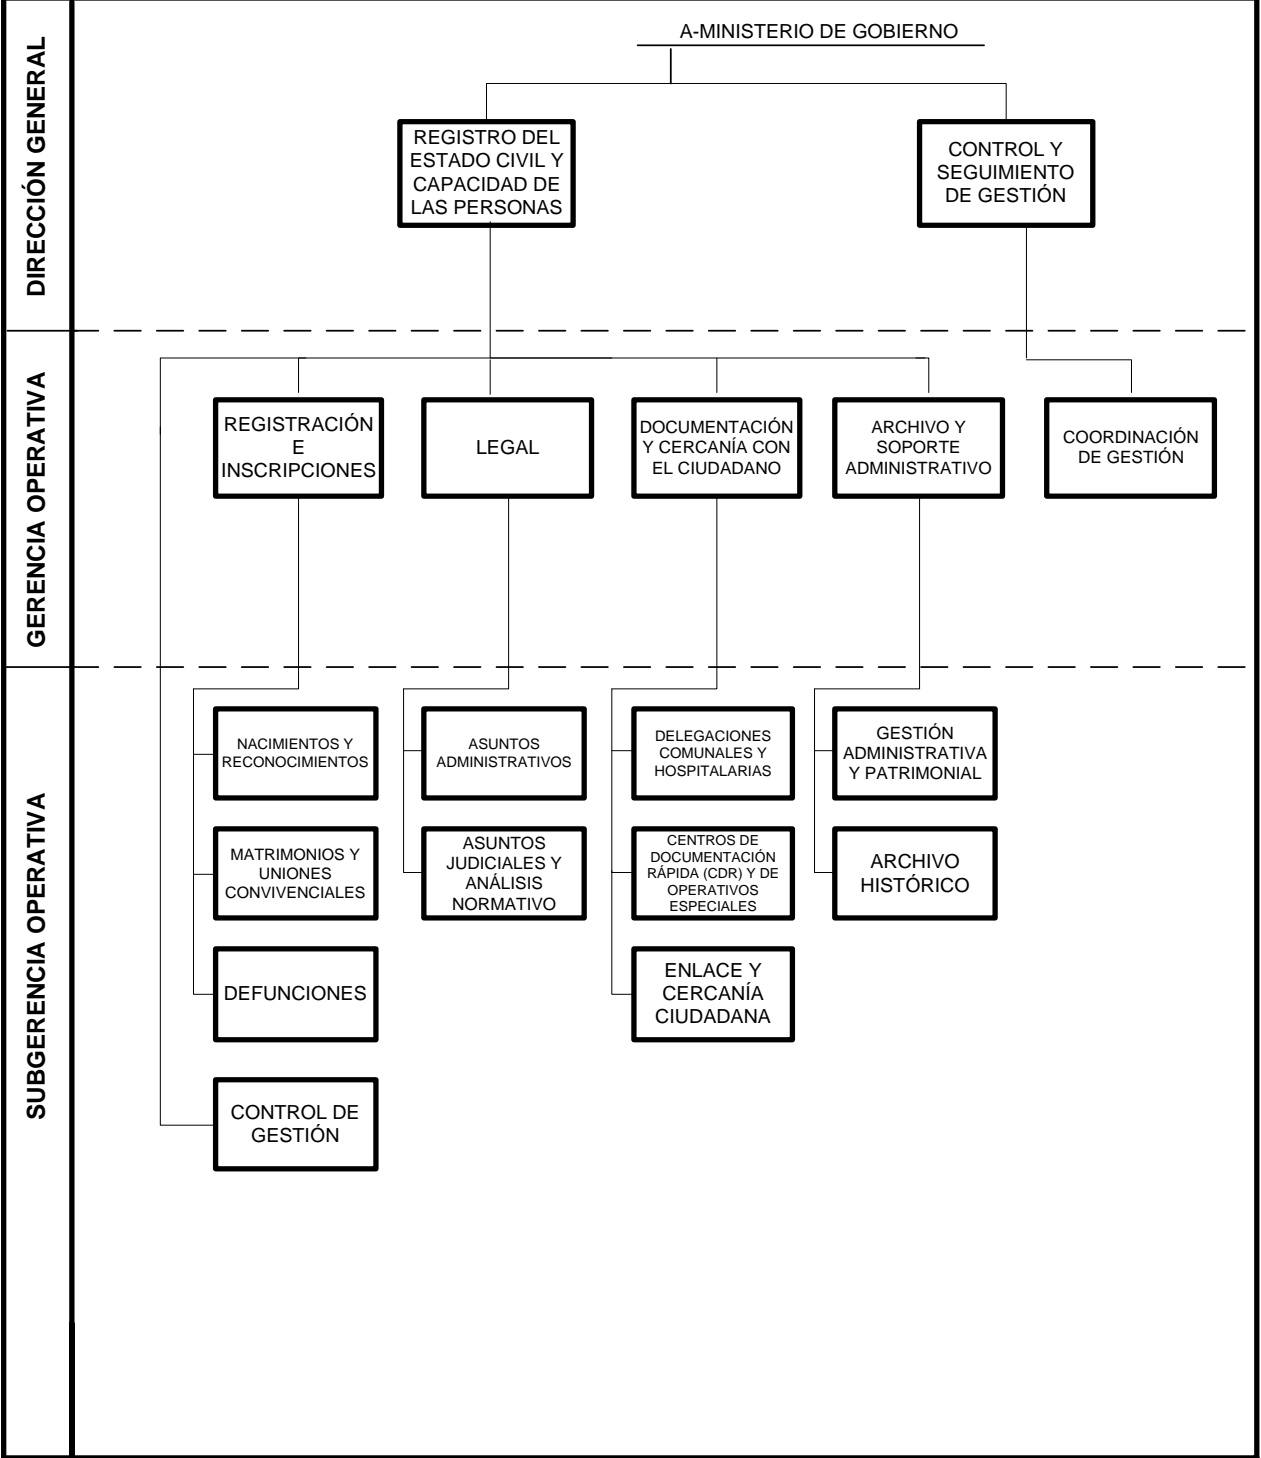 A-MINISTERIO DE GOBIERNO
DIRECCIÓN GENERAL
REGISTRO DEL
ESTADO CIVIL Y
CAPACIDAD DE
LAS PERSONAS
CONTROL Y
SEGUIMIENTO
DE GESTIÓN
GERENCIA OPERATIVA
REGISTRACIÓN
E
INSCRIPCIONES
LEGAL
DOCUMENTACIÓN
Y CERCANÍA CON
EL CIUDADANO
ARCHIVO Y
SOPORTE
ADMINISTRATIVO
COORDINACIÓN
DE GESTIÓN
SUBGERENCIA OPERATIVA
NACIMIENTOS Y
RECONOCIMIENTOS
ASUNTOS
ADMINISTRATIVOS
DELEGACIONES
COMUNALES Y
HOSPITALARIAS
GESTIÓN
ADMINISTRATIVA
Y PATRIMONIAL
MATRIMONIOS Y
UNIONES
CONVIVENCIALES
ASUNTOS
JUDICIALES Y
ANÁLISIS
NORMATIVO
CENTROS DE
DOCUMENTACIÓN
RÁPIDA (CDR) Y DE
OPERATIVOS
ESPECIALES
ARCHIVO
HISTÓRICO
DEFUNCIONES
ENLACE Y
CERCANÍA
CIUDADANA
CONTROL DE
GESTIÓN